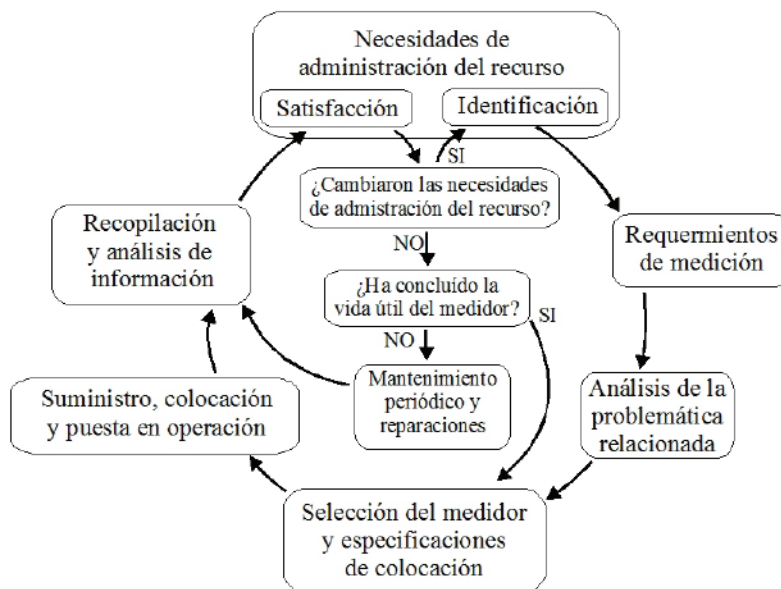 Necesidades de
administración del recurso
Satisfacción
Identificación
SI
¿Cambiaron las necesidades
de admistración del recurso?
NO
¿Ha concluído la
vida útil del medidor?
SI
NO
Mantenimiento
periódico y
reparaciones
Requermientos
de medición
Análisis de la
problemática
relacionada
Selección del medidor
y especificaciones
de colocación
Suministro, colocación
y puesta en operación
Recopilación
y análisis de
información